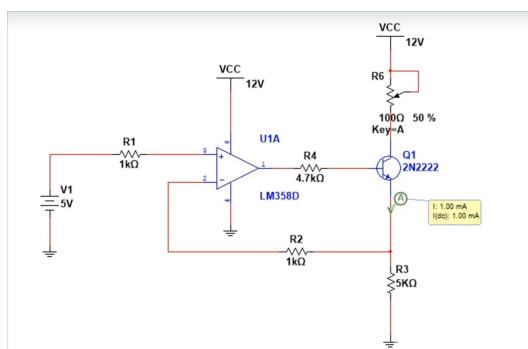 VCC
12V
R6
100Ω 50 %
Key=A
VCC
12V
U1A
R1
1kΩ
3
8
1
2
4
R4
4.7kΩ
Q1
2N2222
LM358D
V1
5V
A
I: 1.00 mA
I(dc): 1.00 mA
R2
1kΩ
R3
5KΩ